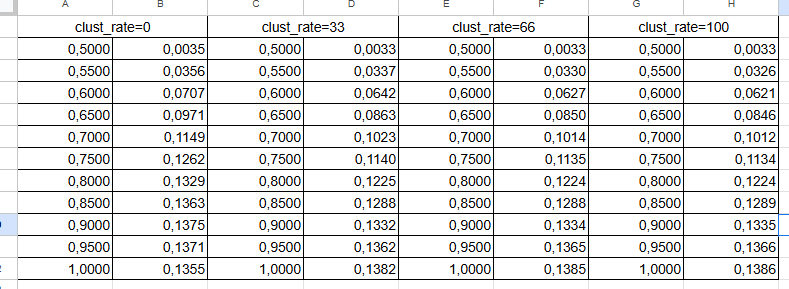 A B C D E F G H
clust_rate=0 clust_rate=33 clust_rate=66 clust_rate=100
0,5000 0,0035 0,5000 0,0033 0,5000 0,0033 0,5000 0,0033
0,5500 0,0356 0,5500 0,0337 0,5500 0,0330 0,5500 0,0326
0,6000 0,0707 0,6000 0,0642 0,6000 0,0627 0,6000 0,0621
0,6500 0,0971 0,6500 0,0863 0,6500 0,0850 0,6500 0,0846
0,7000 0,1149 0,7000 0,1023 0,7000 0,1014 0,7000 0,1012
0,7500 0,1262 0,7500 0,1140 0,7500 0,1135 0,7500 0,1134
0,8000 0,1329 0,8000 0,1225 0,8000 0,1224 0,8000 0,1224
0,8500 0,1363 0,8500 0,1288 0,8500 0,1288 0,8500 0,1289
0,9000 0,1375 0,9000 0,1332 0,9000 0,1334 0,9000 0,1335
0,9500 0,1371 0,9500 0,1362 0,9500 0,1365 0,9500 0,1366
1,0000 0,1355 1,0000 0,1382 1,0000 0,1385 1,0000 0,1386